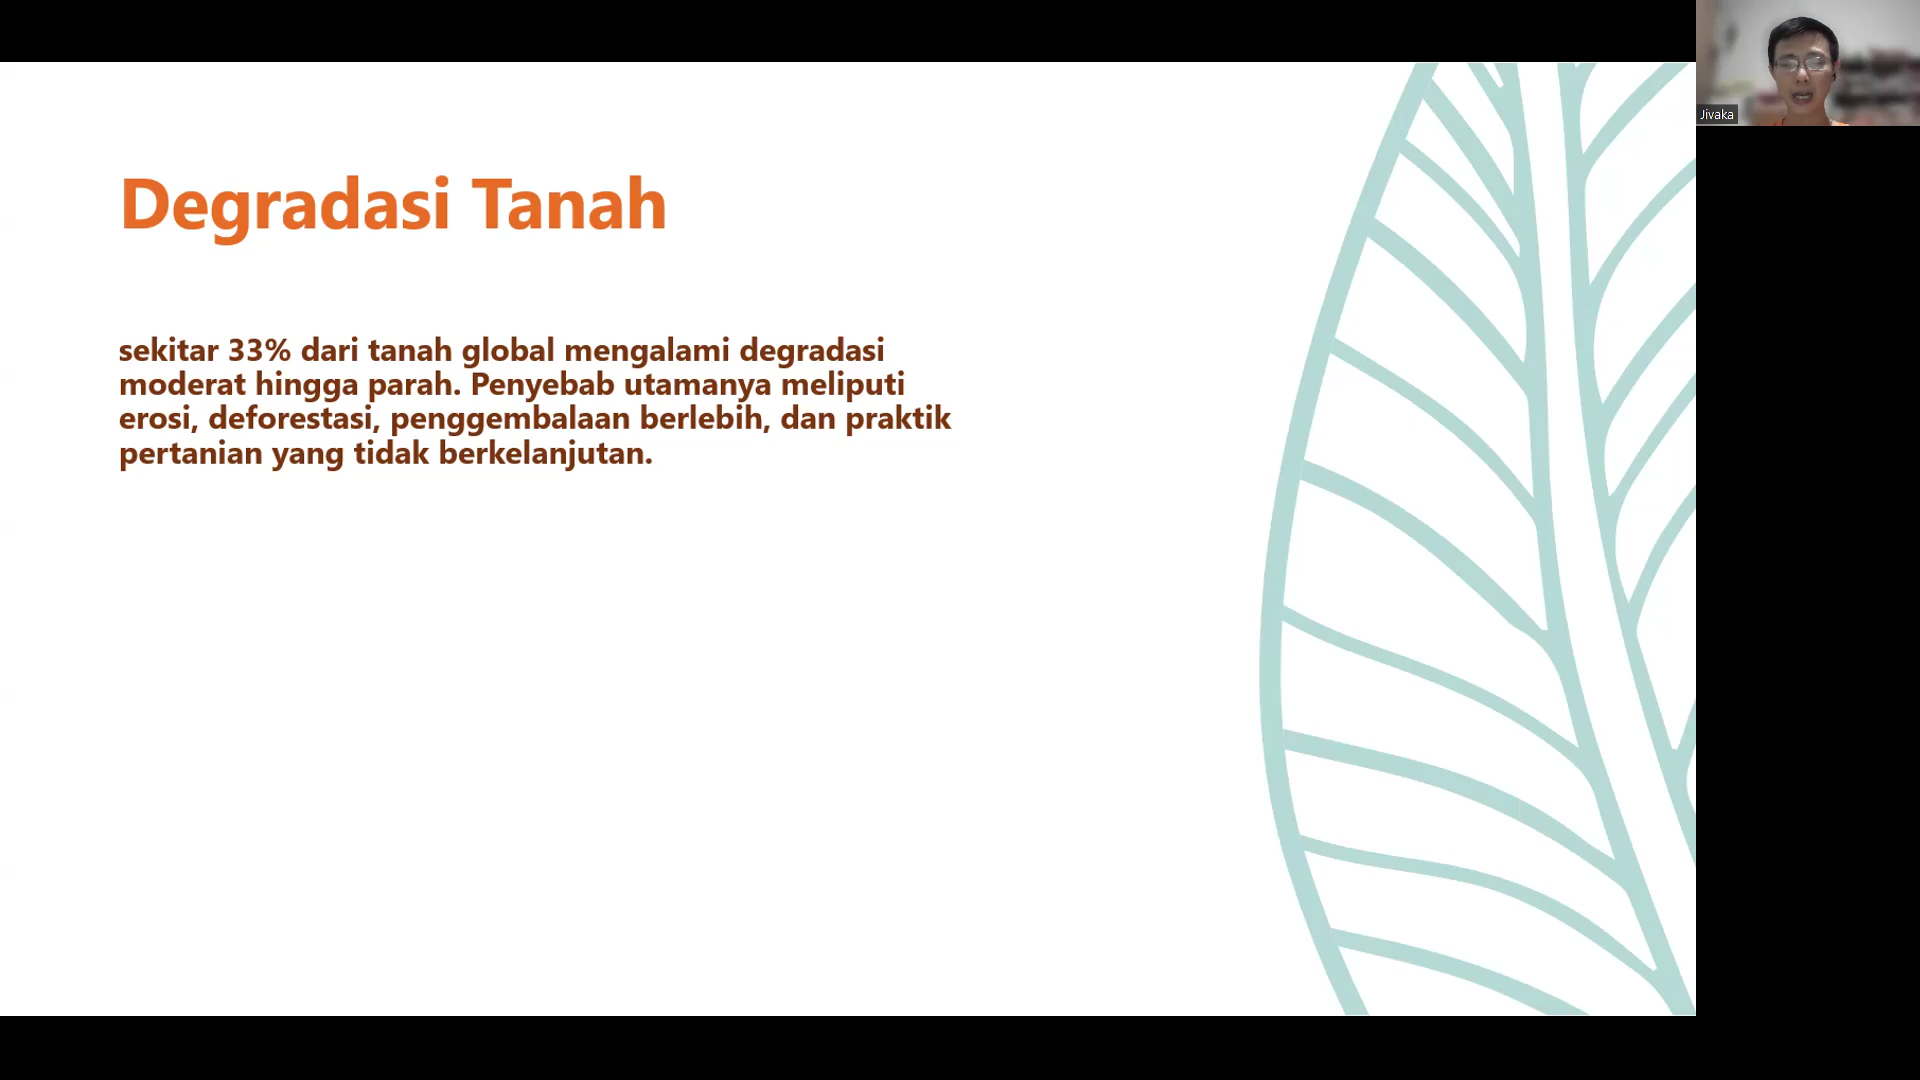 Degradasi Tanah
sekitar 33% dari tanah global mengalami degradasi
moderat hingga parah. Penyebab utamanya meliputi
erosi, deforestasi, penggembalaan berlebih, dan praktik
pertanian yang tidak berkelanjutan.
Jivaka